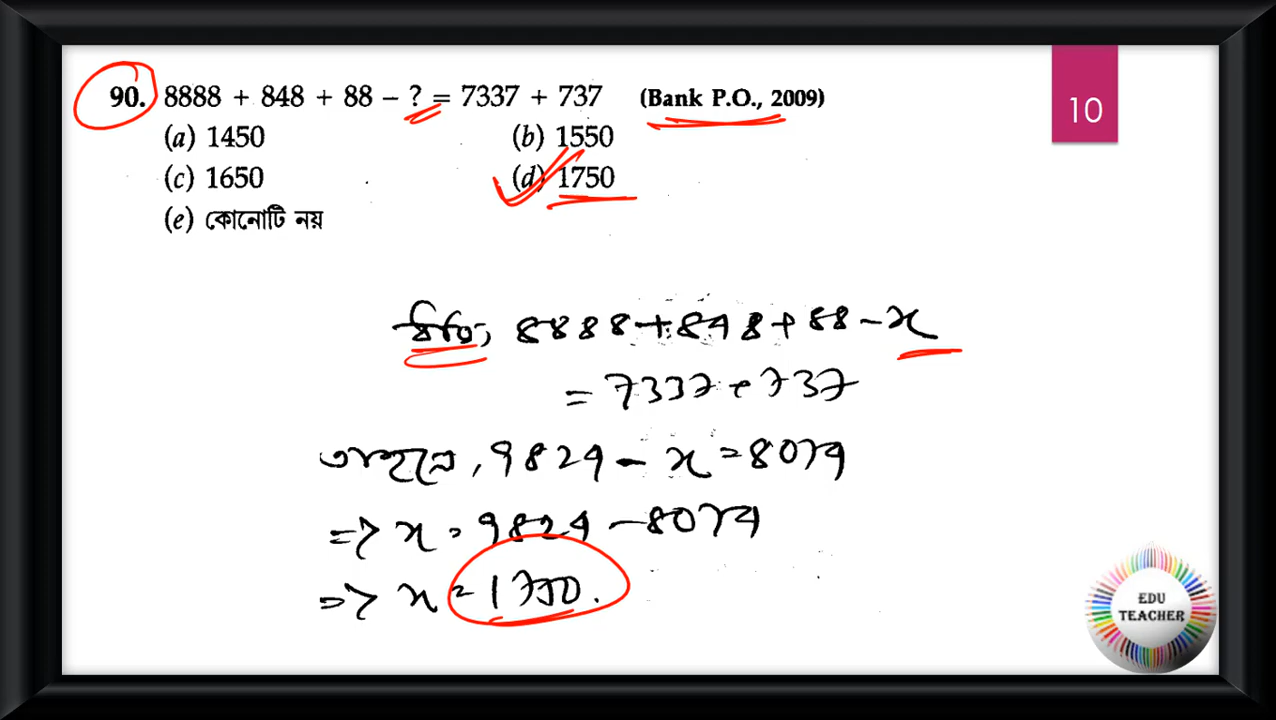 90. 8888 + 848 + 88 – ? = 7337 + 737 (Bank P.O., 2009)
10
(a) 1450 (b) 1550
(c) 1650 (d) 1750
(e) কোনোটি নয়
8888+848+88-x
= 7337+737
তাহলে, 9824 - x = 8074
=> x = 9824 - 8074
=> x = 1750.
EDU
TEACHER